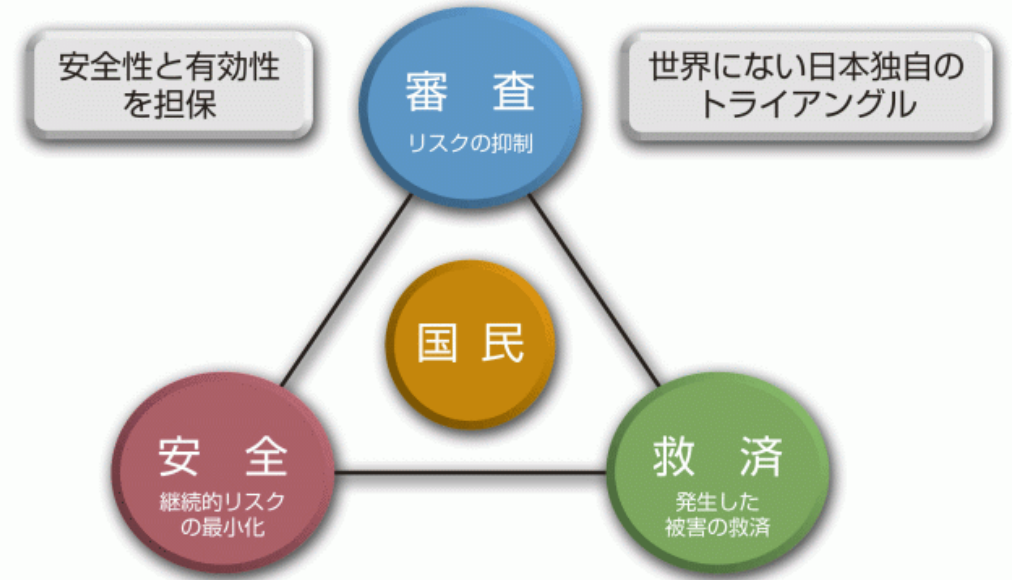 安全性と有効性
を担保
審 査
リスクの抑制
世界にない日本独自の
トライアングル
国 民
安 全
継続的リスク
の最小化
救 済
発生した
被害の救済